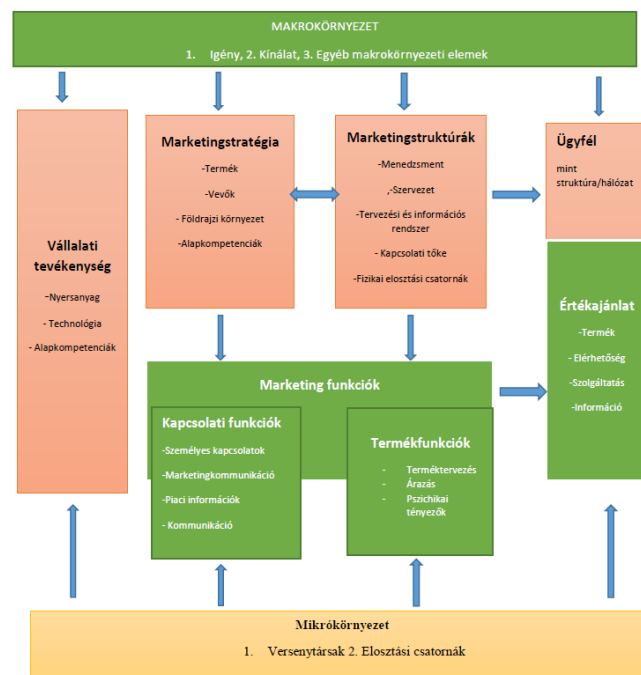 MAKROKÖRNYEZET
1. Igény, 2. Kínálat, 3. Egyéb makrokörnyezeti elemek
Vállalati
tevékenység
-Nyersanyag
- Technológia
- Alapkompetenciák
Marketingstratégia
-Termék
-Vevők
- Földrajzi környezet
-Alapkompetenciák
Marketingstruktúrák
-Menedzsment
,-Szervezet
-Tervezési és információs
rendszer
- Kapcsolati tőke
-Fizikai elosztási csatornák
Ügyfél
mint
struktúra/hálózat
Értékajánlat
-Termék
- Elérhetőség
-Szolgáltatás
-Információ
Marketing funkciók
Kapcsolati funkciók
-Személyes kapcsolatok
-Marketingkommunikáció
-Piaci információk
- Kommunikáció
Termékfunkciók
- Terméktervezés
- Árazás
- Pszichikai
tényezők
Mikrókörnyezet
1. Versenytársak 2. Elosztási csatornák